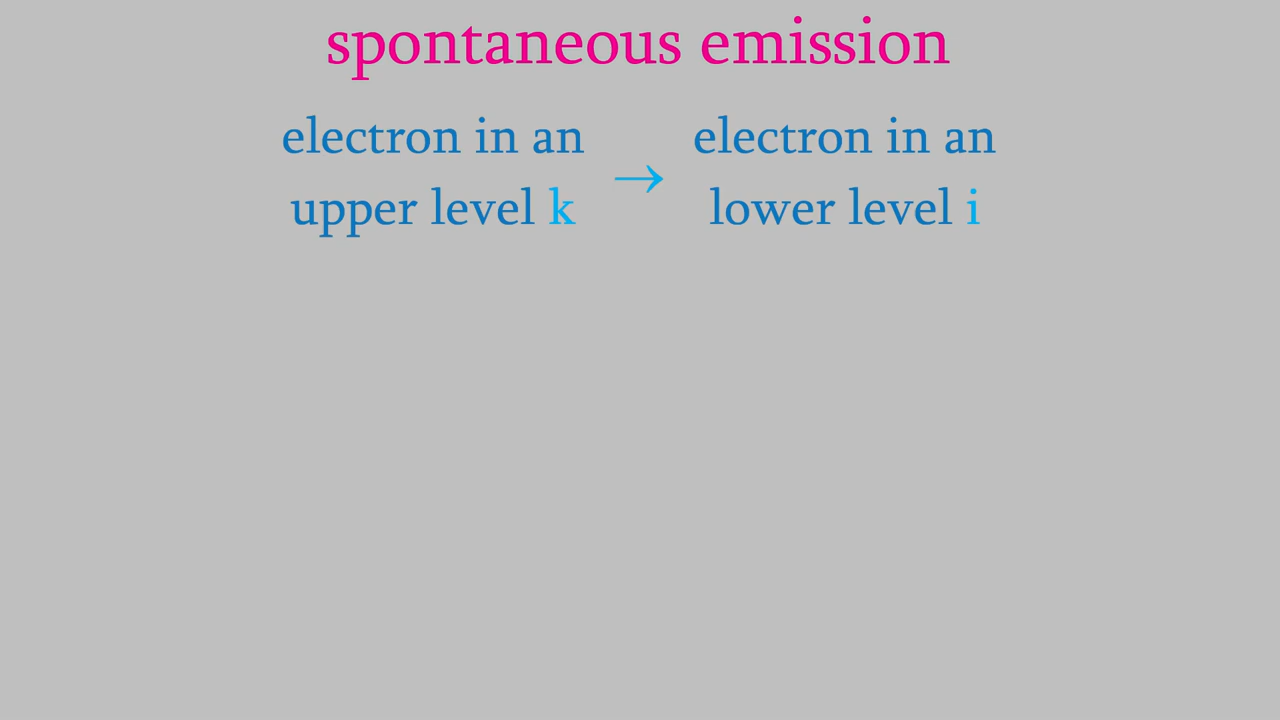 spontaneous emission
electron in an
upper level k
→
electron in an
lower level i